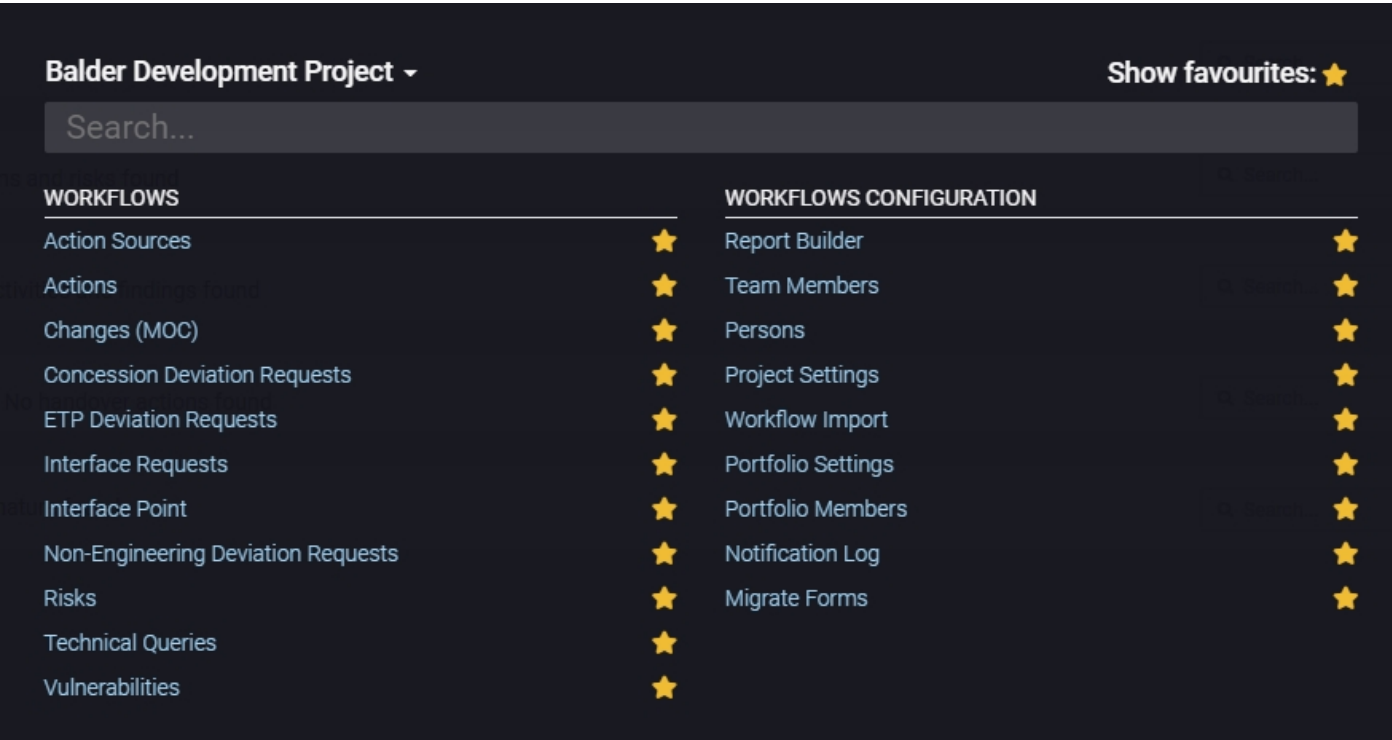 Balder Development Project
Show favourites:
Search...
WORKFLOWS
Action Sources
Actions
Changes (MOC)
Concession Deviation Requests
ETP Deviation Requests
Interface Requests
Interface Point
Non-Engineering Deviation Requests
Risks
Technical Queries
Vulnerabilities
WORKFLOWS CONFIGURATION
Report Builder
Team Members
Persons
Project Settings
Workflow Import
Portfolio Settings
Portfolio Members
Notification Log
Migrate Forms